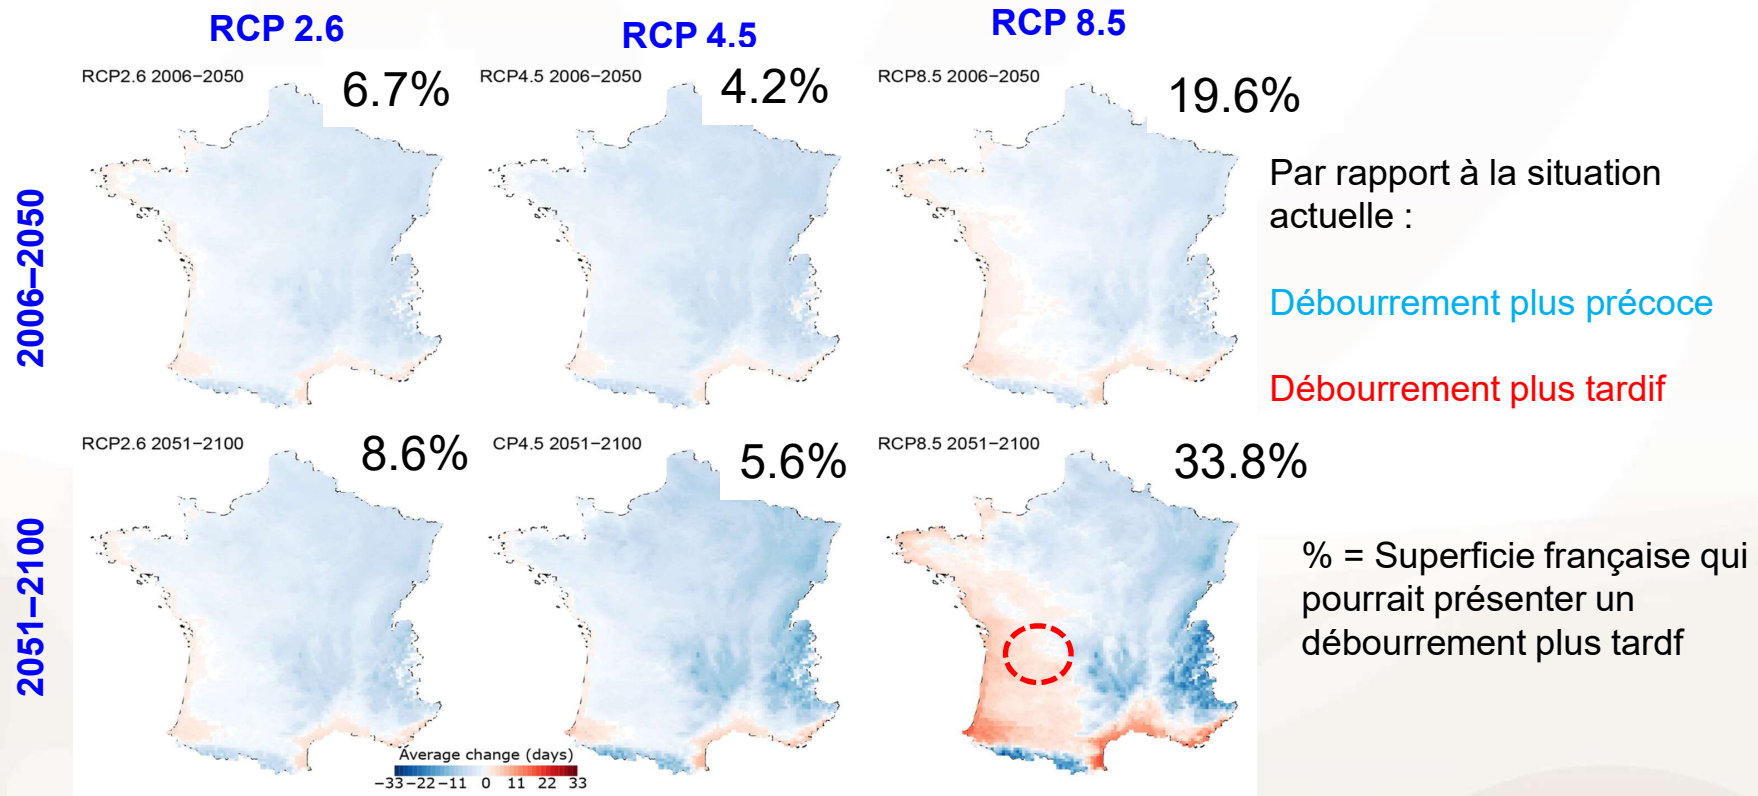 RCP 2.6
RCP 4.5
RCP 8.5
2006–2050
RCP2.6 2006−2050
6.7%
RCP4.5 2006−2050
4.2%
RCP8.5 2006−2050
19.6%
Par rapport à la situation
actuelle :
Débourrement plus précoce
Débourrement plus tardif
2051–2100
RCP2.6 2051−2100
8.6%
CP4.5 2051−2100
5.6%
RCP8.5 2051−2100
33.8%
% = Superficie française qui
pourrait présenter un
débourrement plus tardf
Average change (days)
−33 −22 −11 0 11 22 33